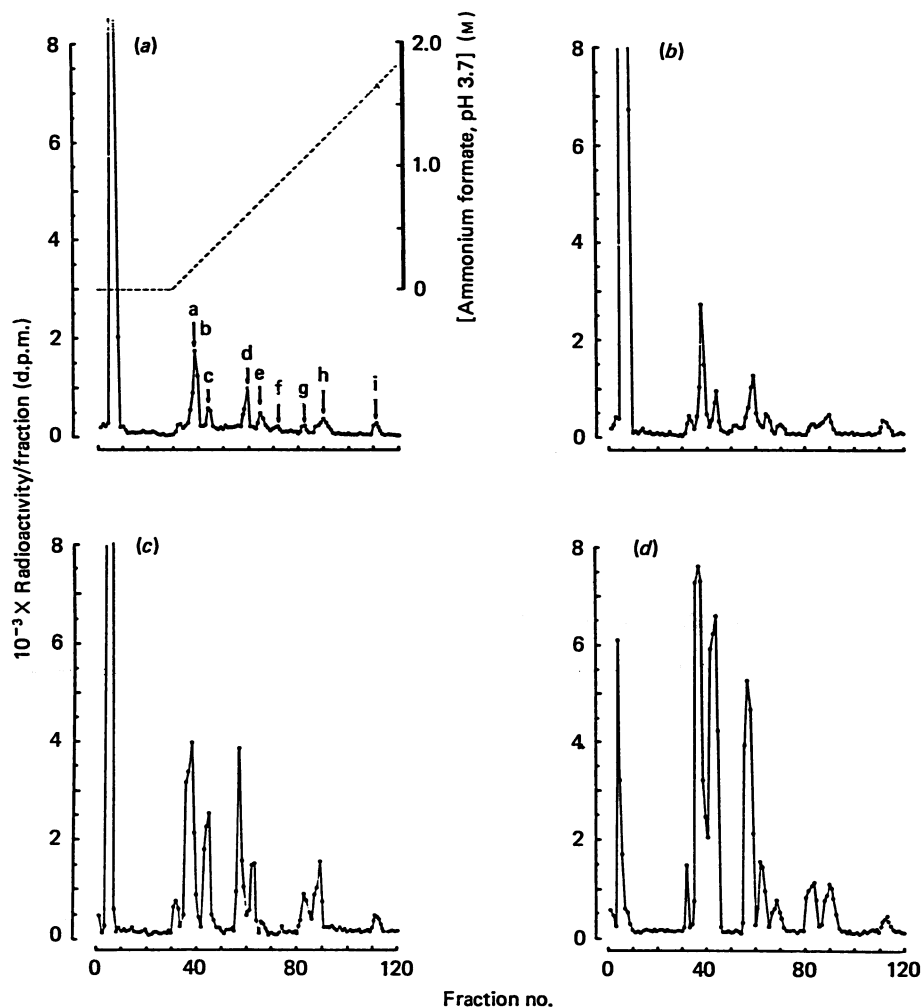 (a)
8
6
4
2
0
2.0
1.0
0
[Ammonium formate, pH 3.7] (M)
a
b
c
d
e
f
g
h
i
(b)
8
6
4
2
0
10⁻³ X Radioactivity/fraction (d.p.m.)
(c)
8
6
4
2
0
0
40
80
120
(d)
8
6
4
2
0
0
40
80
120
Fraction no.